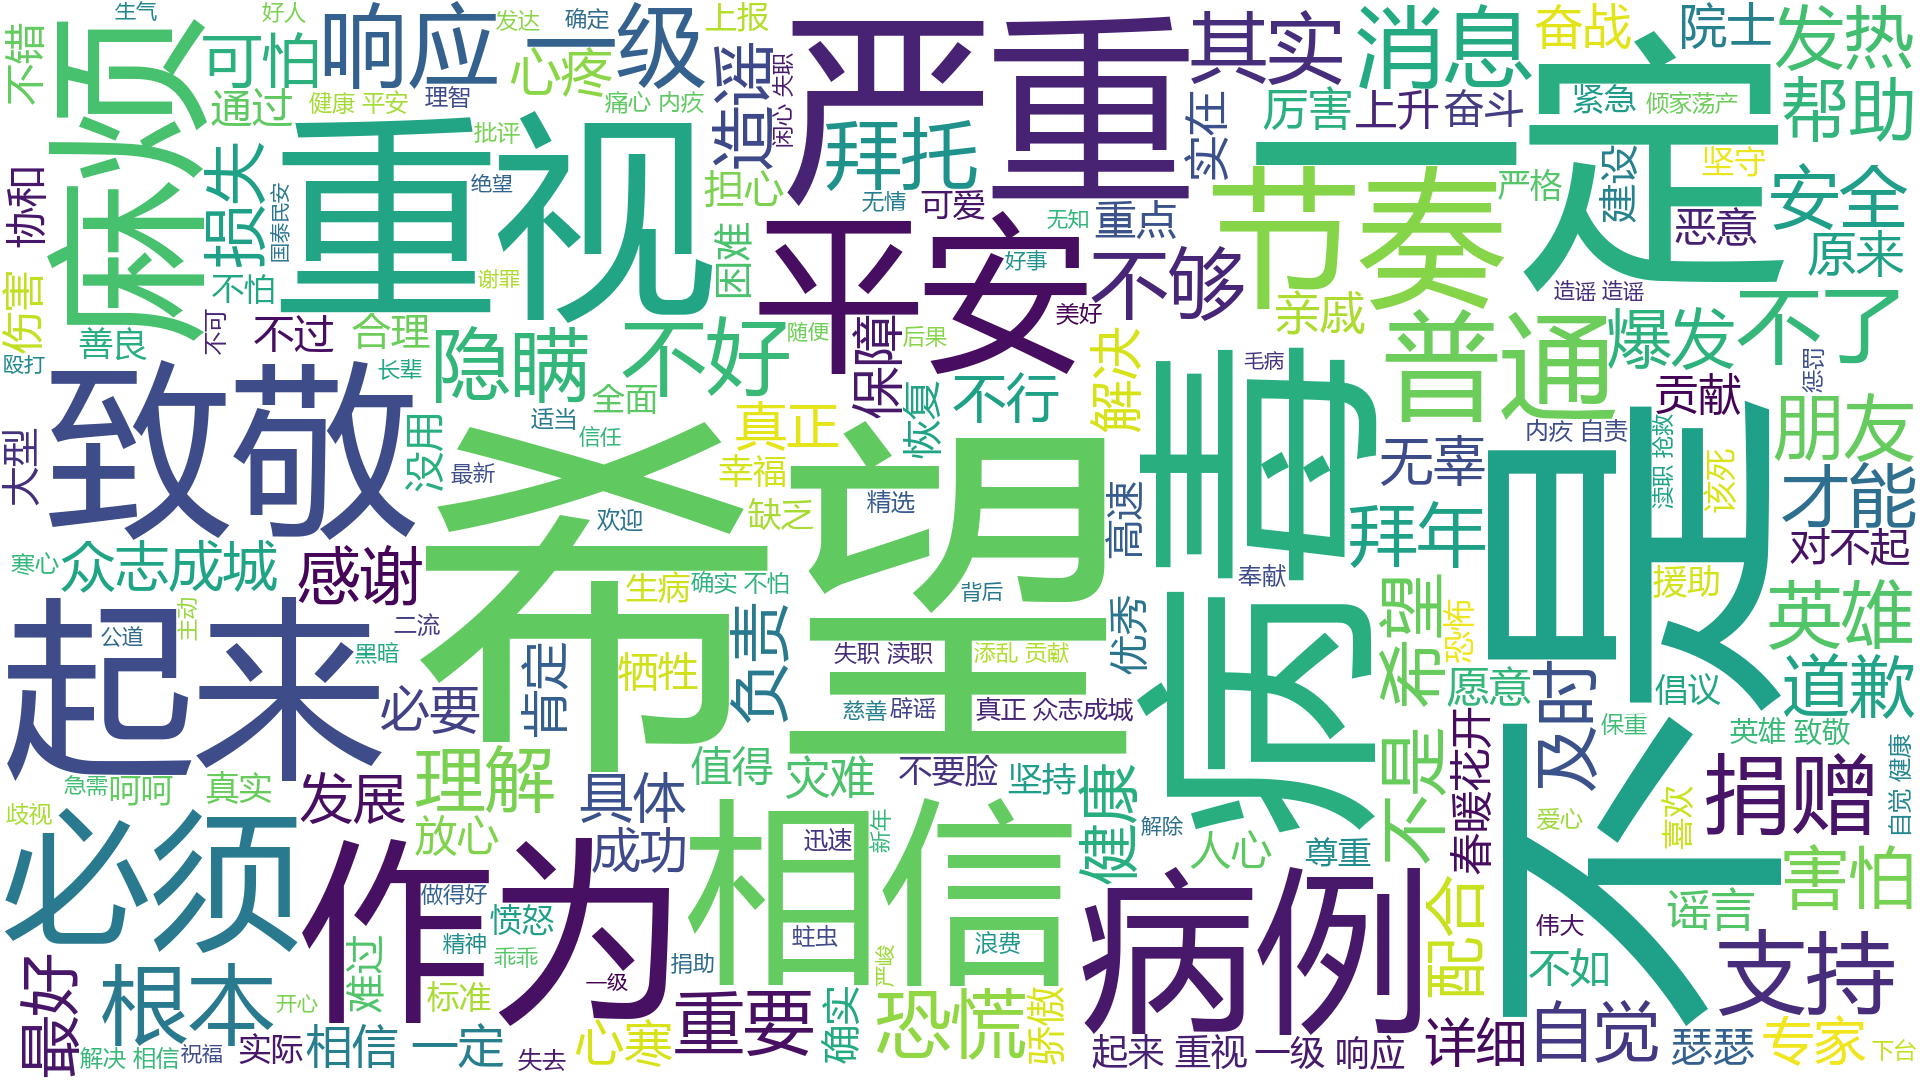 生气
好人
响应
一级
发达
确定
上报
严重
其实
消息
奋战
院士
发热
不错
麻烦
可怕
心疼
造谣
失职
闲心
紧急
倾家荡产
帮助
通过
健康 平安
理智
痛心 内疚
厉害
上升
奋斗
一定
重视
批评
拜托
实在
节奏
严格
建设
坚守
安全
协和
损失
国泰民安
绝望
担心
无情
可爱
无知
重点
恶意
原来
伤害
不怕
谢罪
困难
平安
好事
不够
亲戚
造谣 造谣
不了
善良
不可
不过
合理
隐瞒
不好
随便
保障
后果
美好
解决
毛病
普通
爆发
惩罚
殴打
长辈
全面
恢复
不行
贡献
朋友
致敬
大型
没用
适当
信任
真正
希望
病毒
无辜
内疚 自责
渎职 抢救
该死
武汉
才能
最新
幸福
缺乏
精选
高速
拜年
对不起
寒心
众志成城
感谢
欢迎
生病
确实 不怕
背后
奉献
希望
恐怖
援助
英雄
起来
公道
主动
二流
黑暗
必要
肯定
牺牲
负责
失职 渎职
添乱 贡献
优秀
愿意
及时
倡议
道歉
慈善
辟谣
真正 众志成城
春暖花开
不是
保重
英雄 致敬
急需
呵呵
真实
发展
理解
具体
值得
灾难
不要脸
坚持
健康
捐赠
自觉 健康
歧视
必须
作为
放心
成功
相信
迅速
新年
解除
人心
尊重
爱心
喜欢
害怕
做得好
愤怒
精神
乖乖
蛀虫
浪费
严峻
病例
配合
谣言
伟大
不如
支持
最好
根本
开心
难过
标准
一级
捐助
重要
确实
恐慌
骄傲
自觉
解决 相信
祝福
实际
相信 一定
失去
心寒
起来 重视
一级 响应
详细
瑟瑟
专家
下台